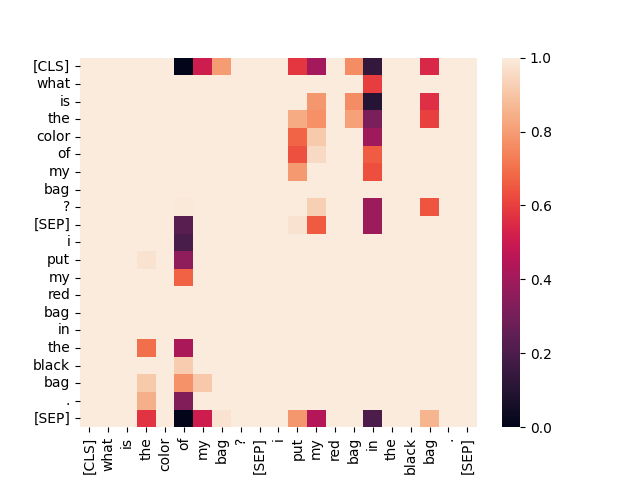 [CLS]
what
is
the
color
of
my
bag
?
[SEP]
i
put
my
red
bag
in
the
black
bag
.
[SEP]
[CLS]
what
is
the
color
of
my
bag
?
[SEP]
i
put
my
red
bag
in
the
black
bag
.
[SEP]
1.0
0.8
0.6
0.4
0.2
0.0